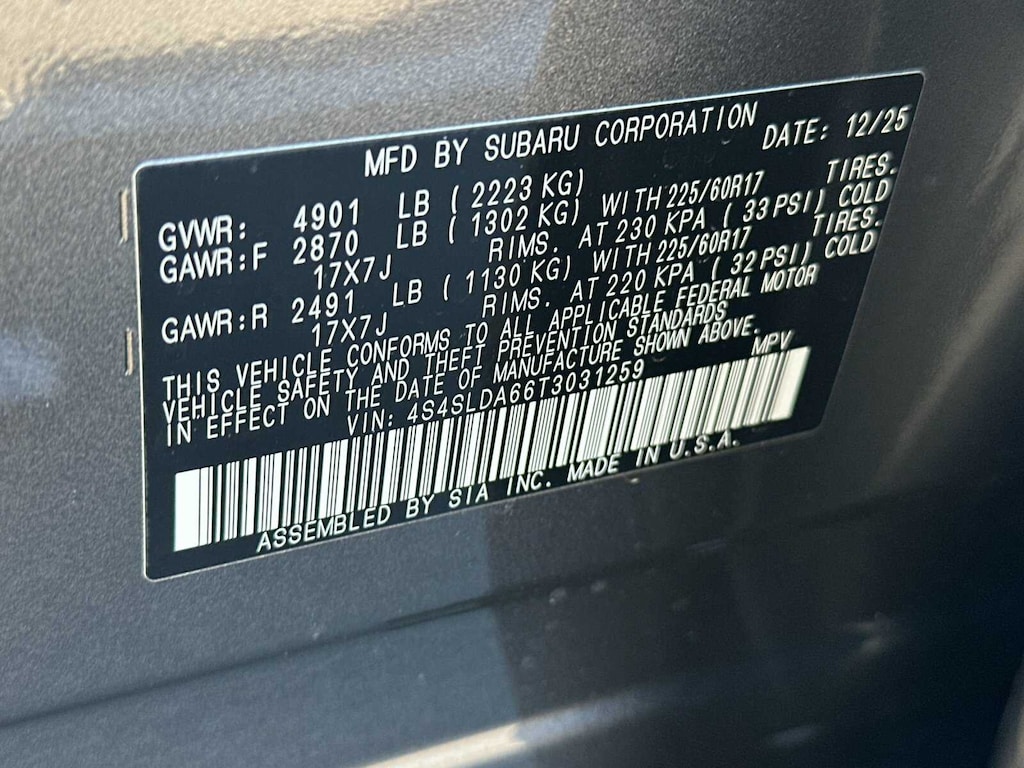 MFD BY SUBARU CORPORATION DATE: 12/25
GVWR: 4901 LB ( 2223 KG)
GAWR:F 2870 LB ( 1302 KG) WITH 225/60R17 TIRES.
17X7J RIMS. AT 230 KPA ( 33 PSI) COLD
GAWR:R 2491 LB ( 1130 KG) WITH 225/60R17 TIRES.
17X7J RIMS. AT 220 KPA ( 32 PSI) COLD
THIS VEHICLE CONFORMS TO ALL APPLICABLE FEDERAL MOTOR
VEHICLE SAFETY AND THEFT PREVENTION STANDARDS
IN EFFECT ON THE DATE OF MANUFACTURE SHOWN ABOVE.
VIN: 4S4SLDA66T3031259 MPV
ASSEMBLED BY SIA INC. MADE IN U.S.A.